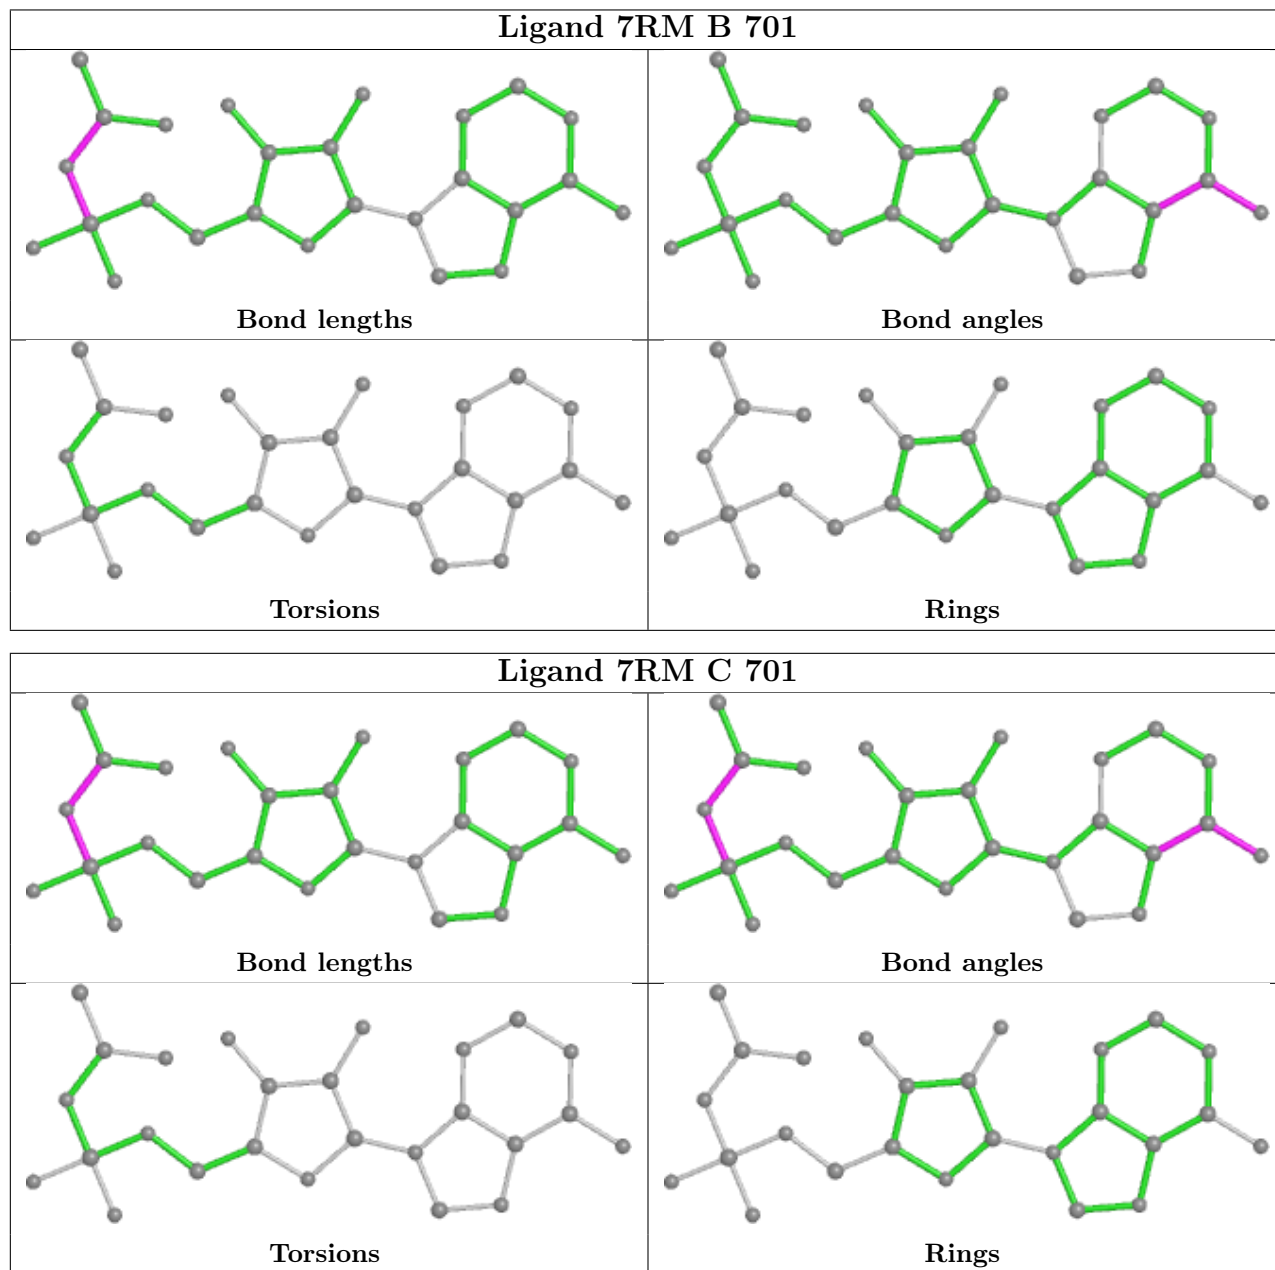 Ligand 7RM B 701
Bond lengths
Bond angles
Torsions
Rings
Ligand 7RM C 701
Bond lengths
Bond angles
Torsions
Rings